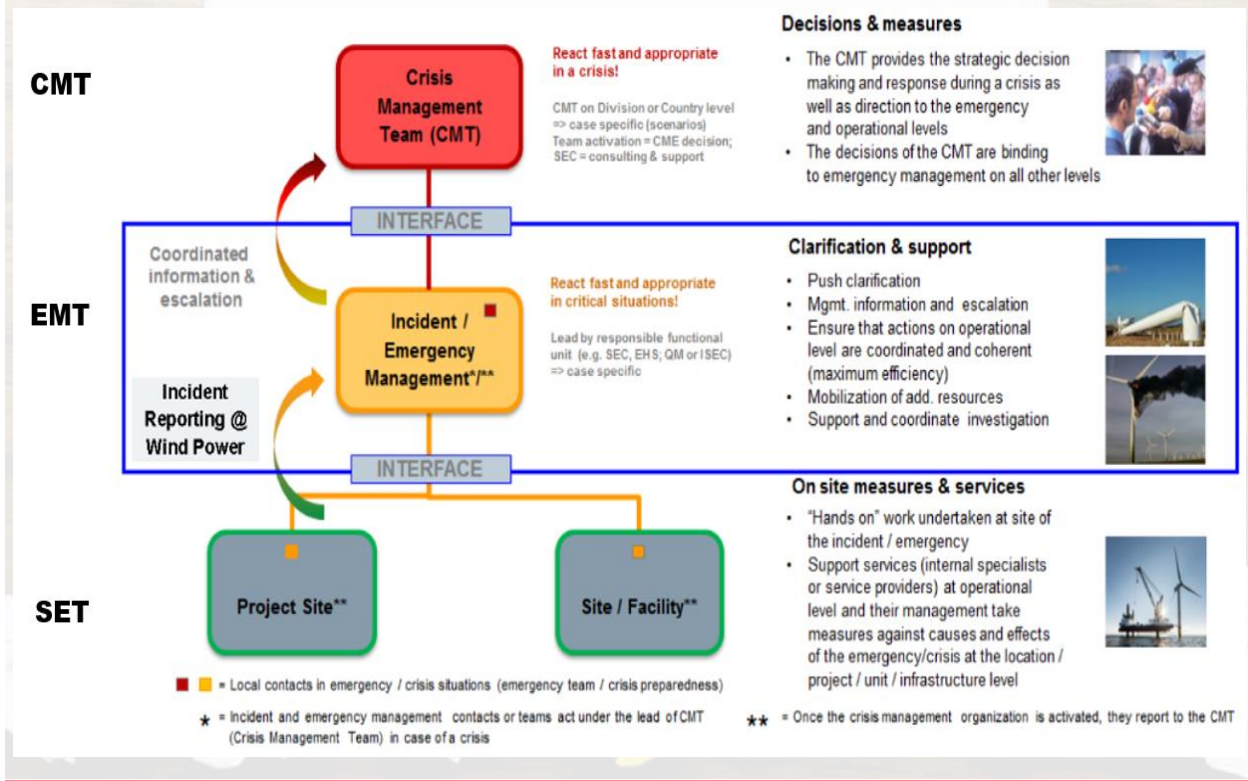 CMT
Crisis
Management
Team (CMT)
React fast and appropriate
in a crisis!
CMT on Division or Country level
=> case specific (scenarios)
Team activation = CME decision;
SEC = consulting & support
Decisions & measures
• The CMT provides the strategic decision
making and response during a crisis as
well as direction to the emergency
and operational levels
• The decisions of the CMT are binding
to emergency management on all other levels
INTERFACE
EMT
Coordinated
information &
escalation
Incident
Reporting @
Wind Power
Incident /
Emergency
Management*/**
React fast and appropriate
in critical situations!
Lead by responsible functional
unit (e.g. SEC, EHS; QM or ISEC)
=> case specific
Clarification & support
• Push clarification
• Mgmt. information and escalation
• Ensure that actions on operational
level are coordinated and coherent
(maximum efficiency)
• Mobilization of add. resources
• Support and coordinate investigation
INTERFACE
SET
Project Site**
Site / Facility**
On site measures & services
• "Hands on" work undertaken at site of
the incident / emergency
• Support services (internal specialists
or service providers) at operational
level and their management take
measures against causes and effects
of the emergency/crisis at the location /
project / unit / infrastructure level
= Local contacts in emergency / crisis situations (emergency team / crisis preparedness)
* = Incident and emergency management contacts or teams act under the lead of CMT
(Crisis Management Team) in case of a crisis
** = Once the crisis management organization is activated, they report to the CMT